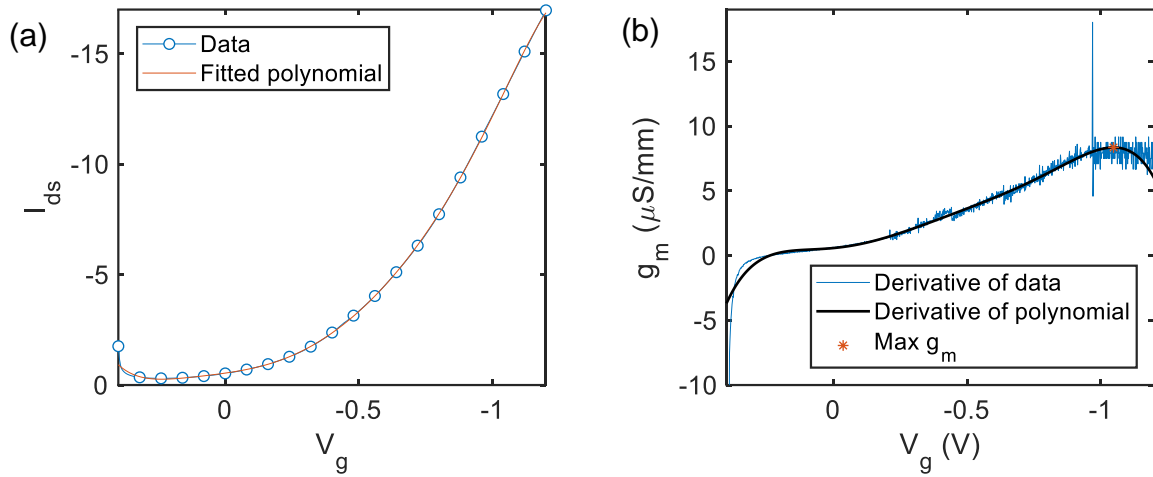 (a)
Data
Fitted polynomial
-15
-10
-5
0
I_ds
0
-0.5
-1
V_g
(b)
15
10
5
0
-5
-10
g_m (μS/mm)
Derivative of data
Derivative of polynomial
Max g_m
0
-0.5
-1
V_g (V)